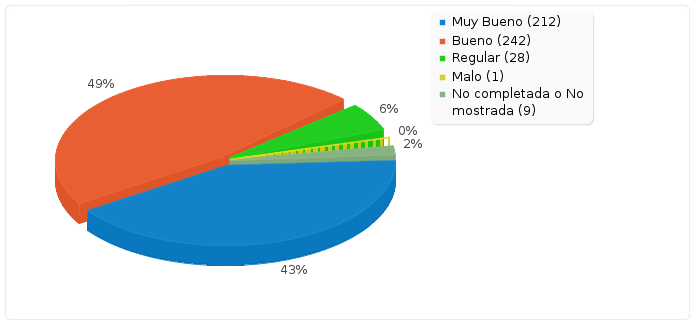 49%
6%
0%
2%
43%
Muy Bueno (212)
Bueno (242)
Regular (28)
Malo (1)
No completada o No
mostrada (9)